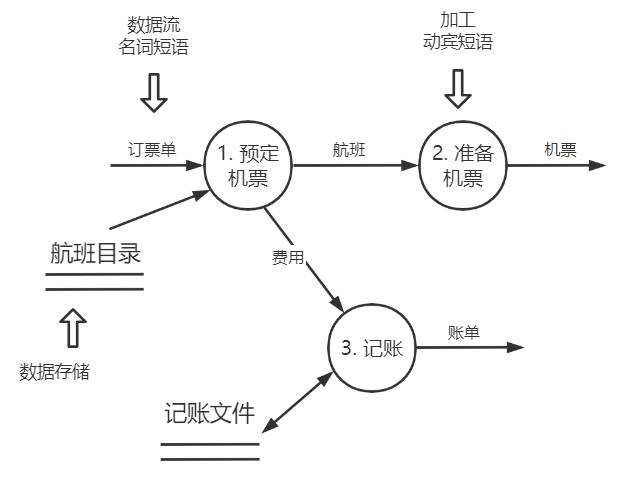 数据流
名词短语
加工
动宾短语
订票单
1. 预定
机票
航班
2. 准备
机票
机票
航班目录
费用
数据存储
3. 记账
账单
记账文件